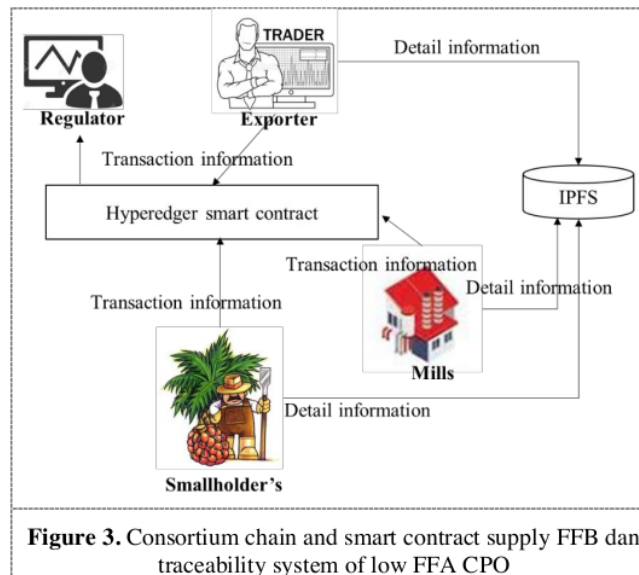 TRADER
Detail information
Regulator
Exporter
Transaction information
Hyperedger smart contract
IPFS
Transaction information
Detail information
Transaction information
Mills
Detail information
Smallholder's
Figure 3. Consortium chain and smart contract supply FFB dan
traceability system of low FFA CPO